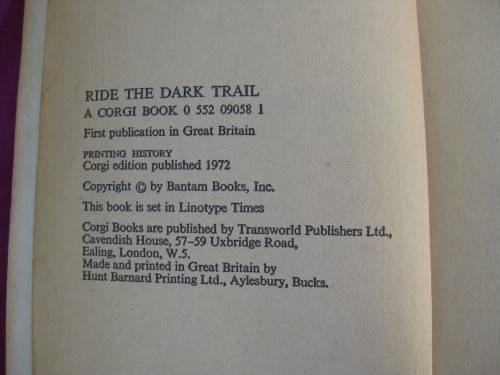 RIDE THE DARK TRAIL
A CORGI BOOK 0 552 09058 1
First publication in Great Britain
PRINTING HISTORY
Corgi edition published 1972
Copyright © by Bantam Books, Inc.
This book is set in Linotype Times
Corgi Books are published by Transworld Publishers Ltd.,
Cavendish House, 57–59 Uxbridge Road,
Ealing, London, W.5.
Made and printed in Great Britain by
Hunt Barnard Printing Ltd., Aylesbury, Bucks.